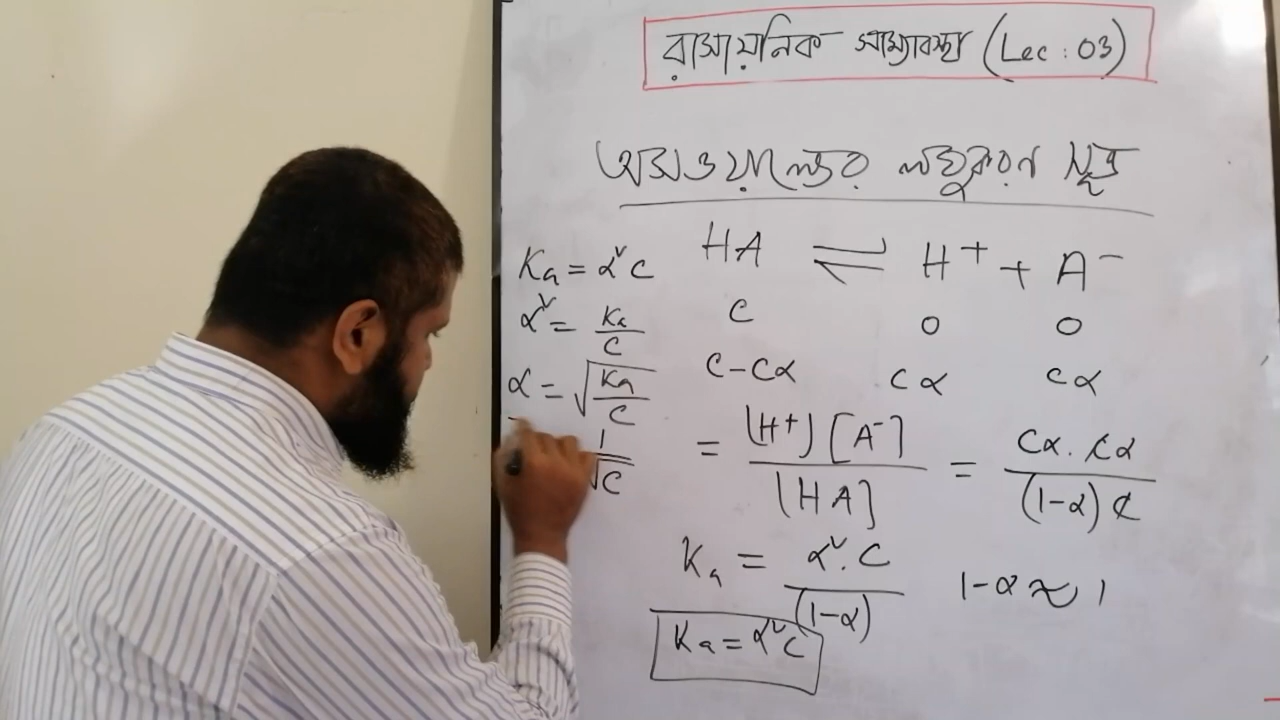 রাসায়নিক সাম্যাবস্থা (Lec : 03)
অসওয়াল্ডের লঘুকরণ সূত্র
HA ⇌ H⁺ + A⁻
C 0 0
C-Cα Cα Cα
= [H⁺] [A⁻] / [HA] = Cα . Cα / (1-α) C
Kₐ = α² . C / (1-α) 1-α ≈ 1
Kₐ = α²C
Kₐ = α²C
α² = Kₐ / C
α = √(Kₐ / C)
1 / √C